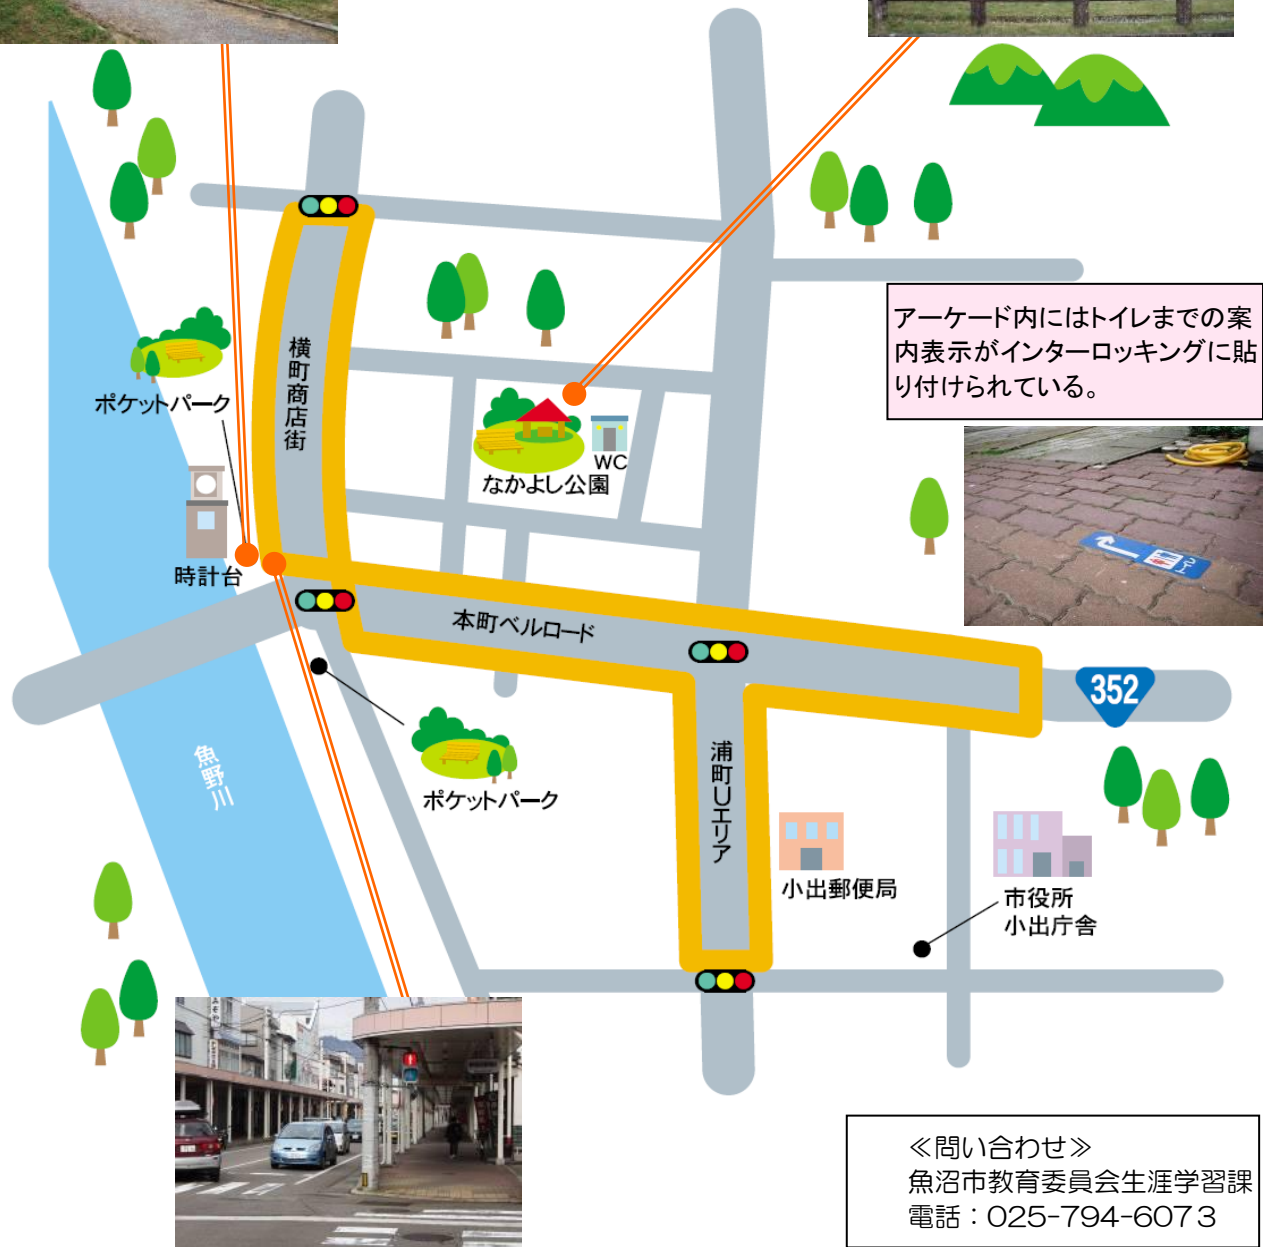 アーケード内にはトイレまでの案
内表示がインターロッキングに貼
り付けられている。
横町商店街
ポケットパーク
WC
なかよし公園
時計台
本町ベルロード
352
魚野川
ポケットパーク
浦町Uエリア
小出郵便局
市役所
小出庁舎
≪問い合わせ≫
魚沼市教育委員会生涯学習課
電話：025-794-6073